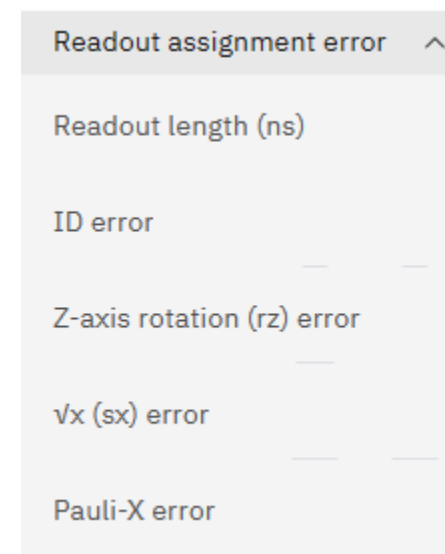 Readout assignment error
Readout length (ns)
ID error
Z-axis rotation (rz) error
√x (sx) error
Pauli-X error